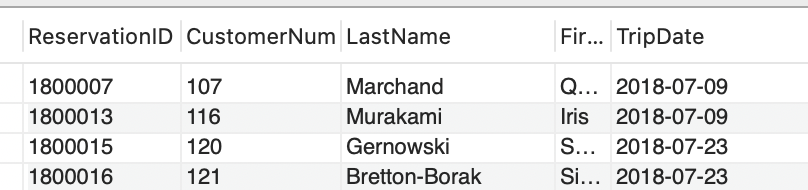 ReservationID CustomerNum LastName Fir... TripDate
1800007 107 Marchand Q... 2018-07-09
1800013 116 Murakami Iris 2018-07-09
1800015 120 Gernowski S... 2018-07-23
1800016 121 Bretton-Borak Si... 2018-07-23